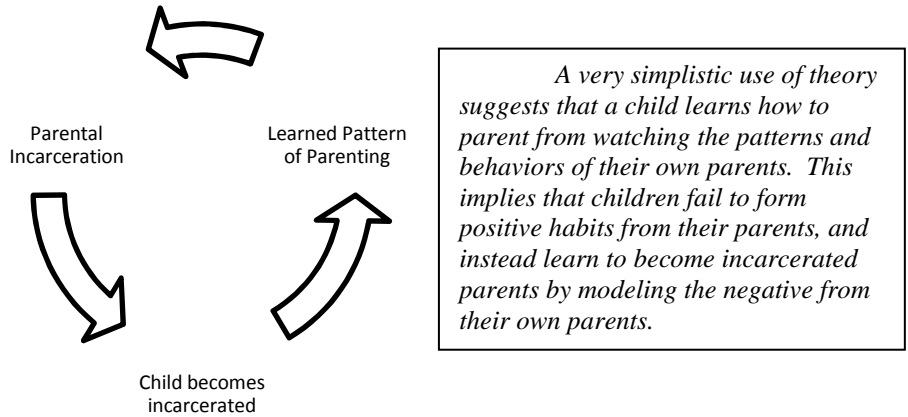 Parental
Incarceration
Learned Pattern
of Parenting
Child becomes
incarcerated
A very simplistic use of theory
suggests that a child learns how to
parent from watching the patterns and
behaviors of their own parents.  This
implies that children fail to form
positive habits from their parents, and
instead learn to become incarcerated
parents by modeling the negative from
their own parents.